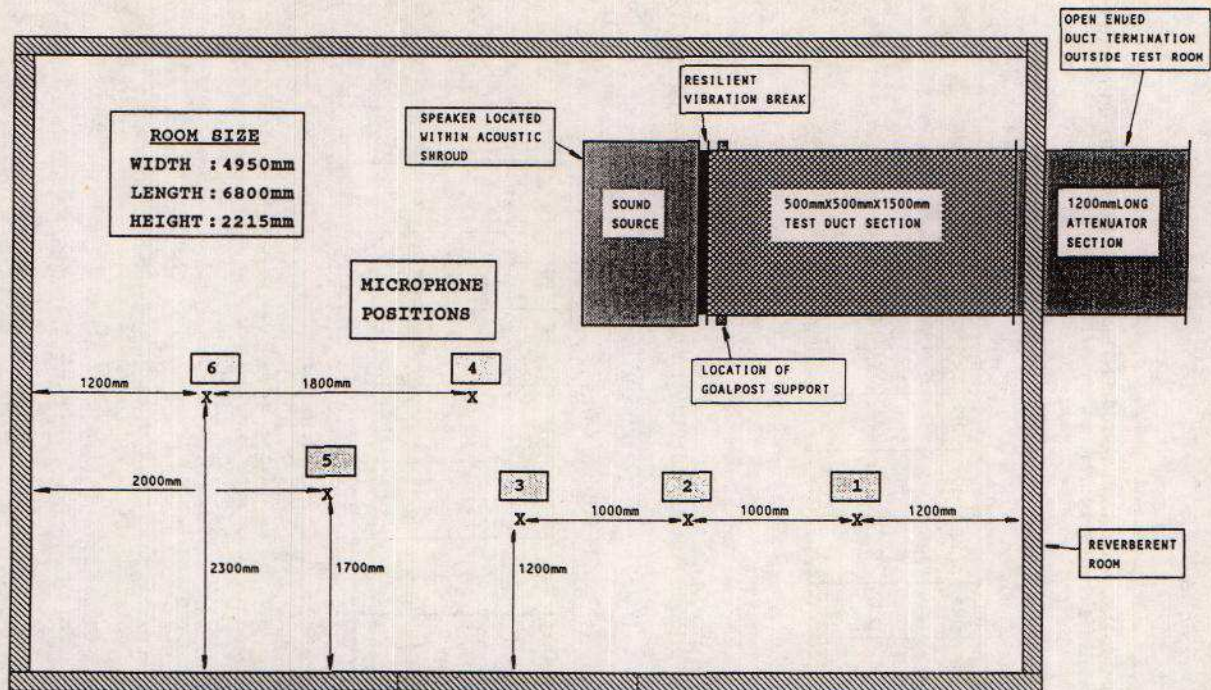 OPEN ENDED
DUCT TERMINATION
OUTSIDE TEST ROOM
RESILIENT
VIBRATION BREAK
SPEAKER LOCATED
WITHIN ACOUSTIC
SHROUD
ROOM SIZE
WIDTH : 4950mm
LENGTH : 6800mm
HEIGHT : 2215mm
SOUND
SOURCE
500mmX500mmX1500mm
TEST DUCT SECTION
1200mmLONG
ATTENUATOR
SECTION
MICROPHONE
POSITIONS
LOCATION OF
GOALPOST SUPPORT
6
4
1200mm
1800mm
X
X
5
2000mm
X
3
2
1
1000mm
1000mm
1200mm
X
X
X
2300mm
1700mm
1200mm
REVERBERENT
ROOM